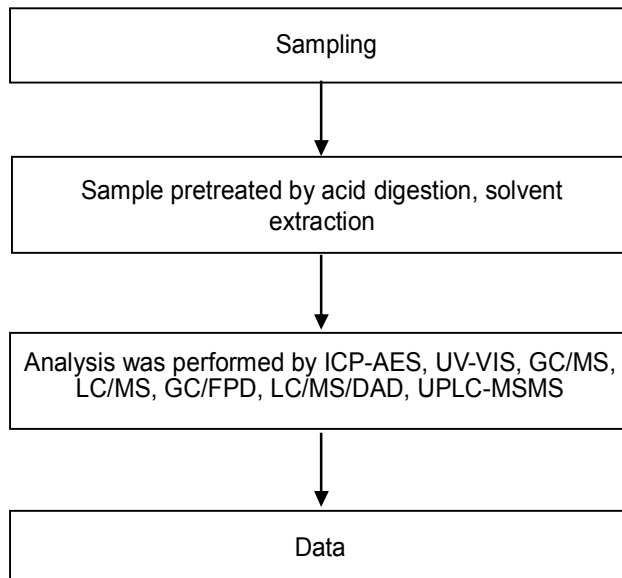 Sampling
Sample pretreated by acid digestion, solvent
extraction
Analysis was performed by ICP-AES, UV-VIS, GC/MS,
LC/MS, GC/FPD, LC/MS/DAD, UPLC-MSMS
Data